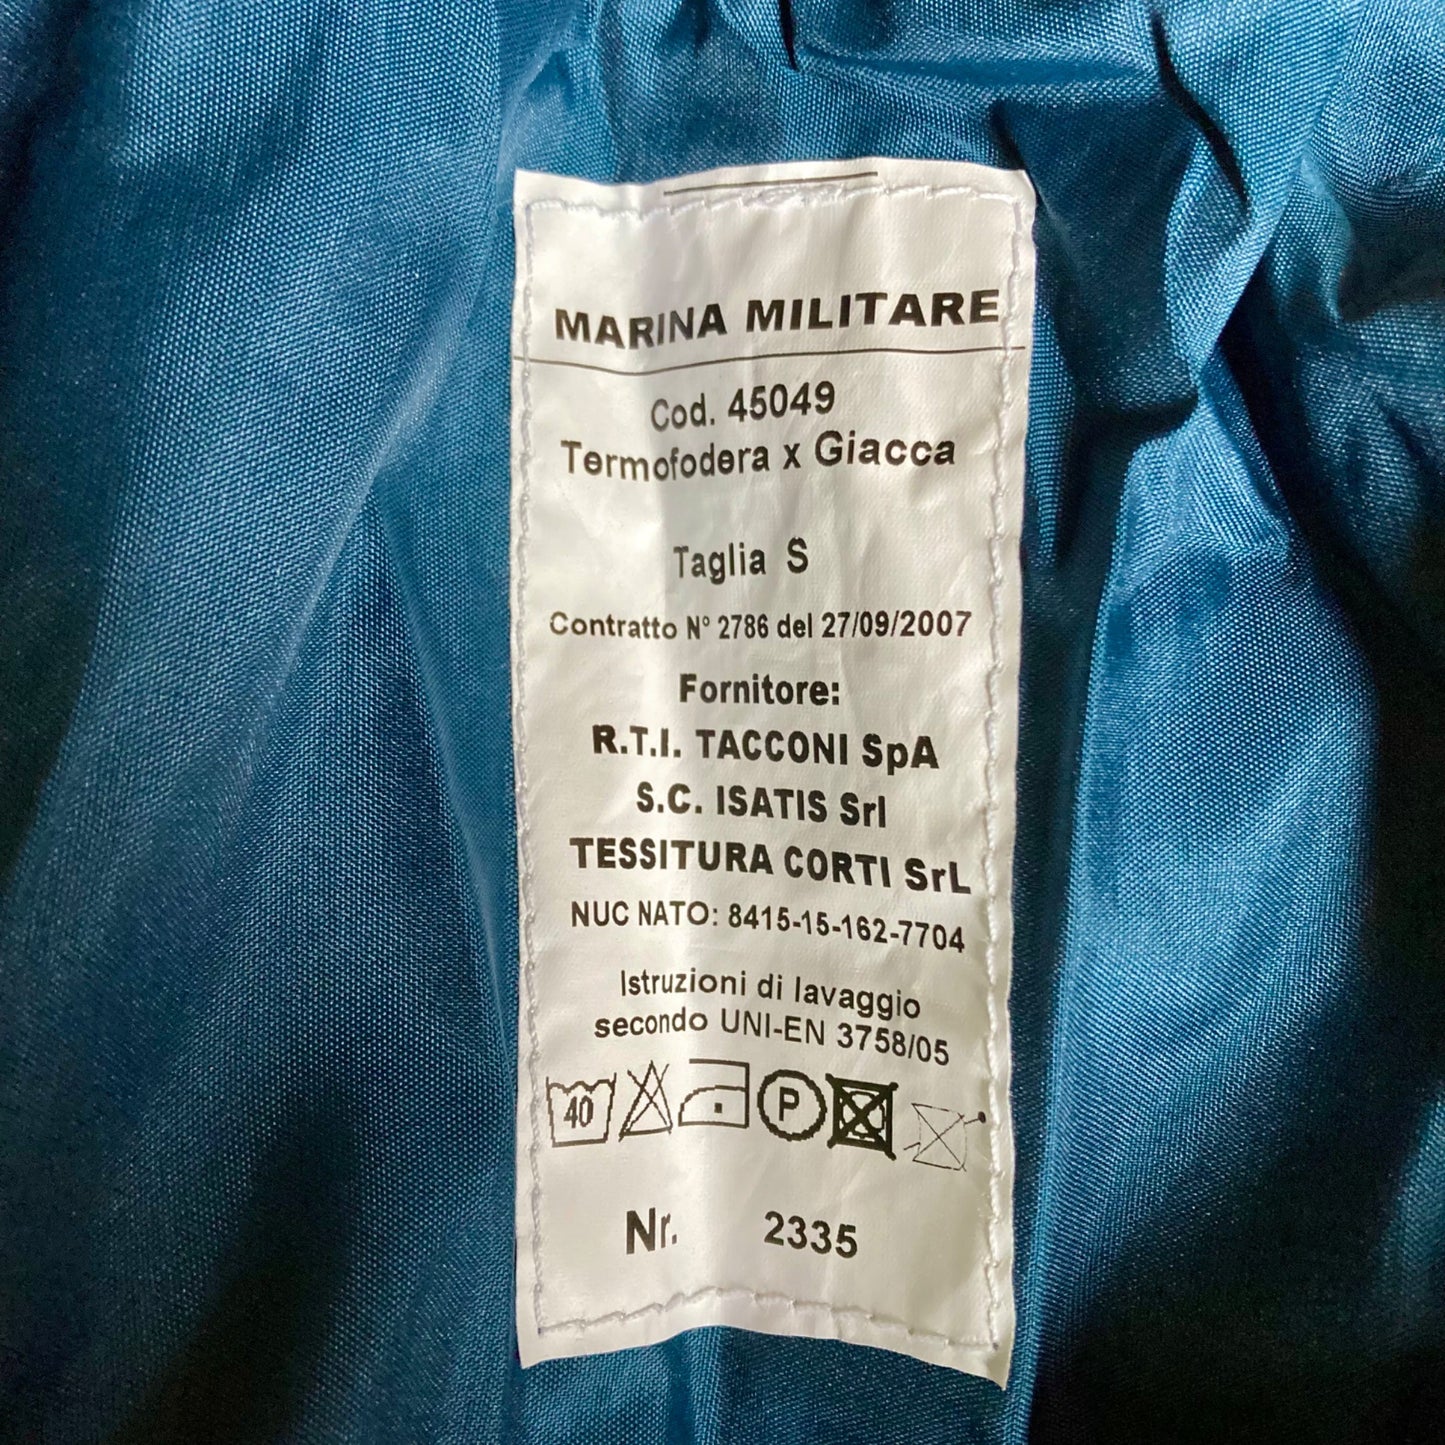 MARINA MILITARE
Cod. 45049
Termofodera x Giacca
Taglia S
Contratto N° 2786 del 27/09/2007
Fornitore:
R.T.I. TACCONI SpA
S.C. ISATIS Srl
TESSITURA CORTI SrL
NUC NATO: 8415-15-162-7704
Istruzioni di lavaggio
secondo UNI-EN 3758/05
40 P
Nr. 2335